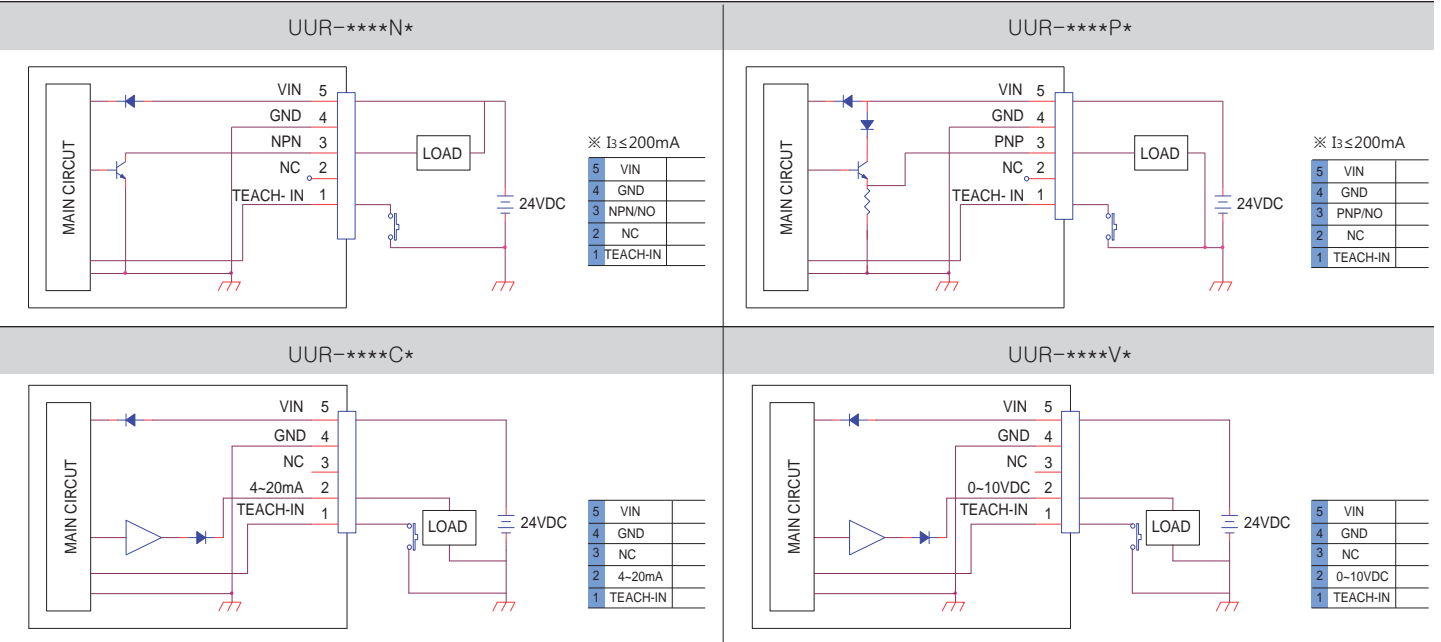 UUR-****N*
MAIN CIRCUT
VIN 5
GND 4
NPN 3
NC 2
TEACH- IN 1
LOAD
24VDC
※ I3≤200mA
5 VIN
4 GND
3 NPN/NO
2 NC
1 TEACH-IN
UUR-****P*
MAIN CIRCUT
VIN 5
GND 4
PNP 3
NC 2
TEACH- IN 1
LOAD
24VDC
※ I3≤200mA
5 VIN
4 GND
3 PNP/NO
2 NC
1 TEACH-IN
UUR-****C*
MAIN CIRCUT
VIN 5
GND 4
NC 3
4~20mA 2
TEACH-IN 1
LOAD
24VDC
5 VIN
4 GND
3 NC
2 4~20mA
1 TEACH-IN
UUR-****V*
MAIN CIRCUT
VIN 5
GND 4
NC 3
0~10VDC 2
TEACH-IN 1
LOAD
24VDC
5 VIN
4 GND
3 NC
2 0~10VDC
1 TEACH-IN